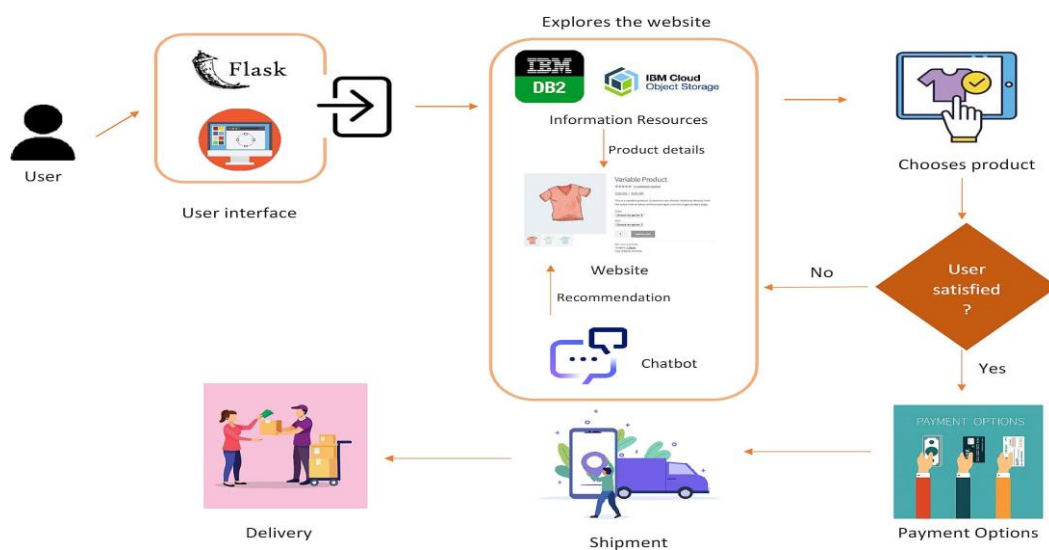 Explores the website
Flask
IBM
DB2
IBM Cloud
Object Storage
Information Resources
Product details
User
User interface
Chooses product
Variable Product
Website
Recommendation
Chatbot
User
satisfied
?
No
Yes
PAYMENT OPTIONS
Payment Options
Shipment
Delivery